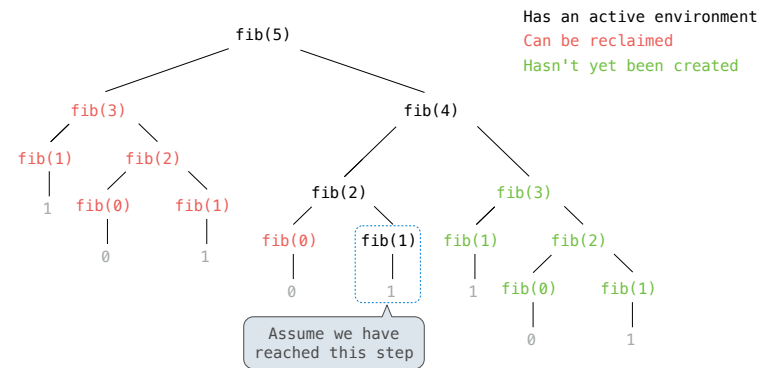 Has an active environment
fib(5)
Can be reclaimed
Hasn't yet been created
fib(3)
fib(4)
fib(1)
fib(2)
fib(2)
fib(3)
1
fib(0)
fib(1)
fib(0)
fib(1)
fib(1)
fib(2)
0
1
0
1
1
fib(0)
fib(1)
Assume we have
reached this step
0
1